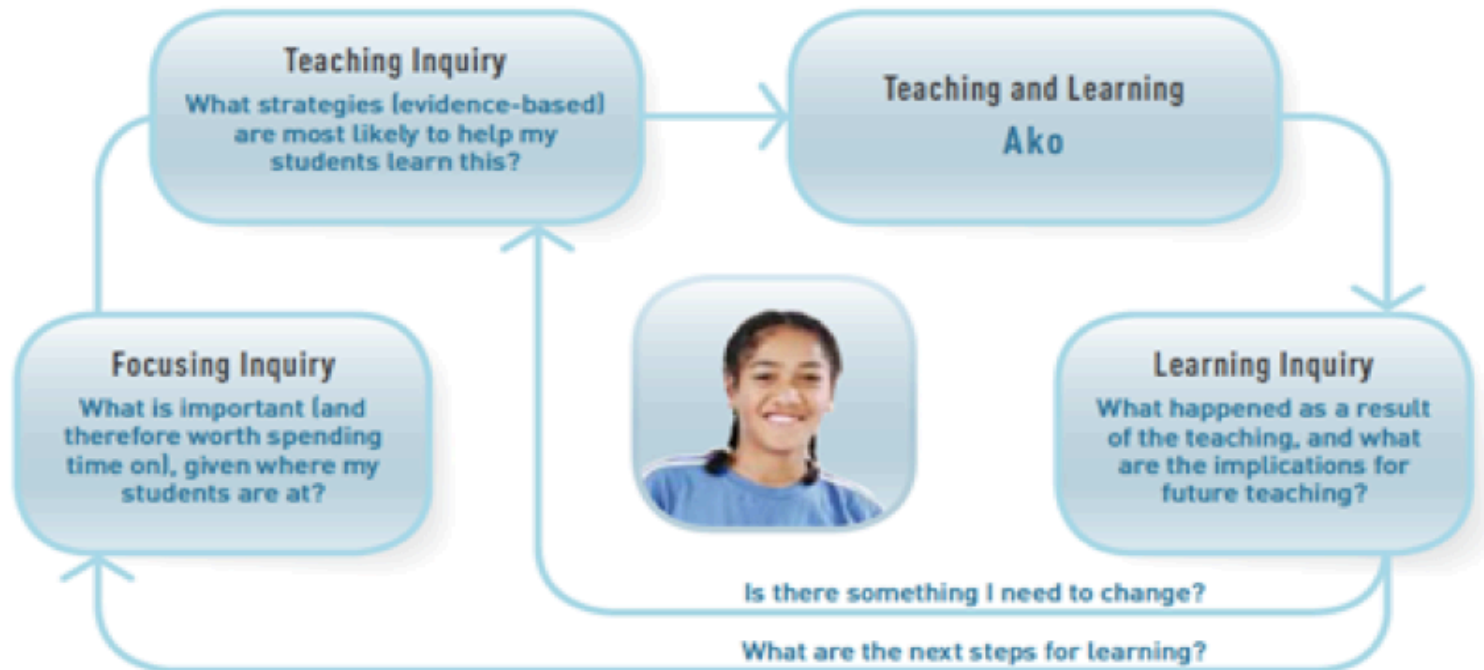 Teaching Inquiry
What strategies (evidence-based)
are most likely to help my
students learn this?
Teaching and Learning
Ako
Focusing Inquiry
What is important (and
therefore worth spending
time on), given where my
students are at?
Learning Inquiry
What happened as a result
of the teaching, and what
are the implications for
future teaching?
Is there something I need to change?
What are the next steps for learning?